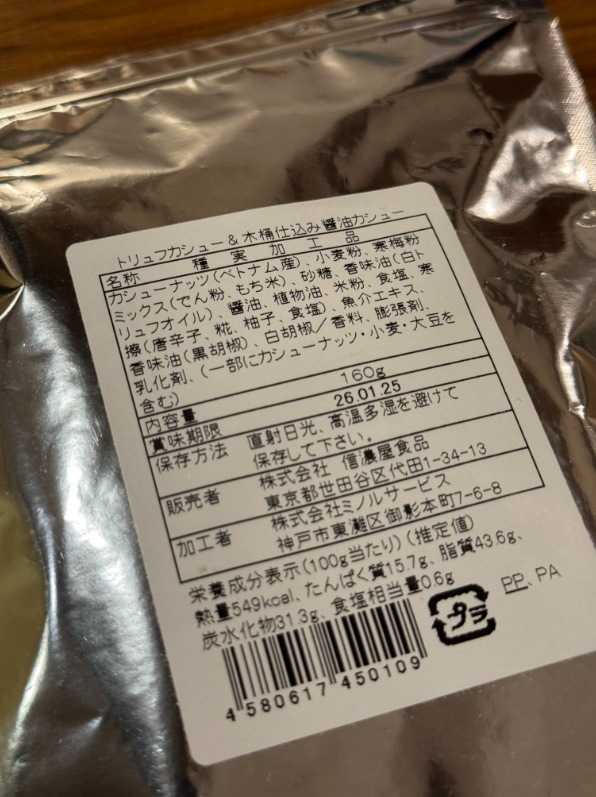 トリュフカシュー&木桶仕込み醤油カシュー
名称 種実加工品
カシューナッツ(ベトナム産)、小麦粉、寒梅粉
ミックス(でん粉、もち米)、砂糖、香味油(白ト
リュフオイル)、醤油、植物油、米粉、食塩、寒
擦(唐辛子、糀、柚子、食塩)、魚介エキス、
香味油(黒胡椒)、白胡椒/香料、膨張剤、
乳化剤、(一部にカシューナッツ・小麦・大豆を
含む)
内容量 160g
賞味期限 26.01.25
保存方法 直射日光、高温多湿を避けて
保存して下さい。
販売者 株式会社 信濃屋食品
東京都世田谷区代田1-34-13
加工者 株式会社ミノルサービス
神戸市東灘区御影本町7-6-8
栄養成分表示(100g当たり)(推定値)
熱量549kcal、たんぱく質15.7g、脂質43.6g、
炭水化物31.3g、食塩相当量0.6g
プラ PP、PA
4 580617 450109